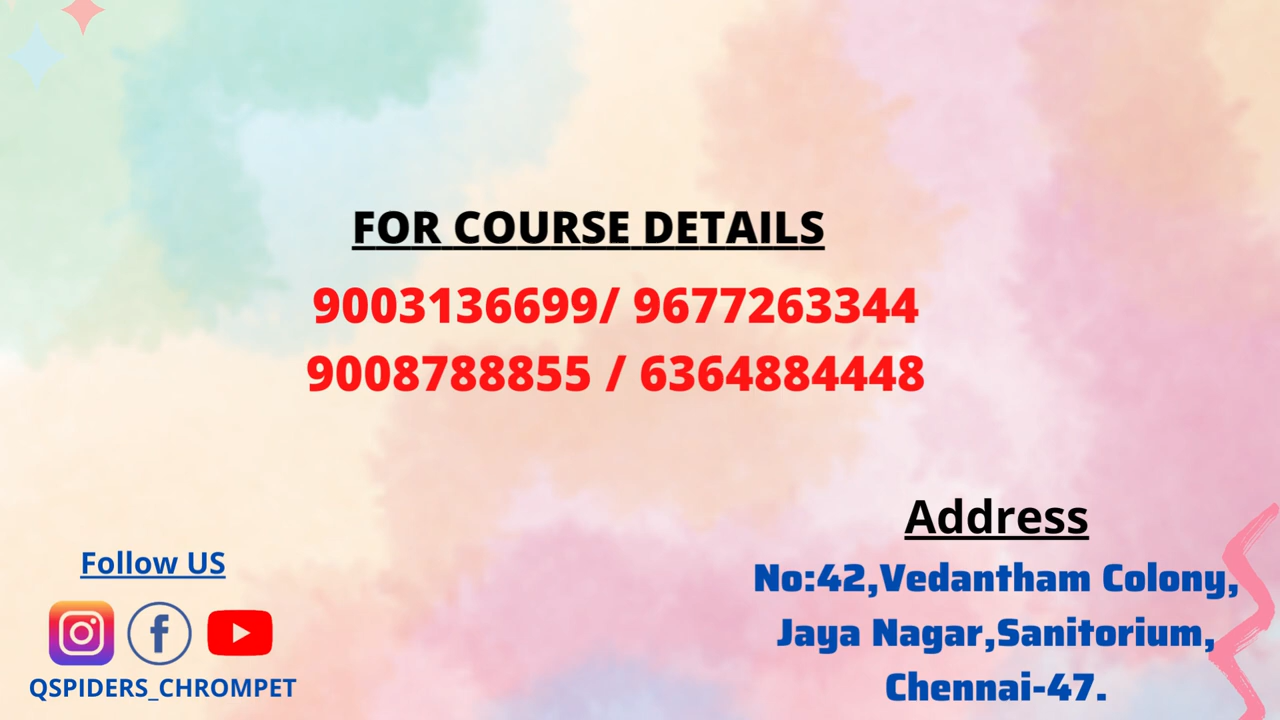 FOR COURSE DETAILS
9003136699/ 9677263344
9008788855 / 6364884448
Address
No:42,Vedantham Colony,
Jaya Nagar,Sanitorium,
Chennai-47.
Follow US
QSPIDERS_CHROMPET